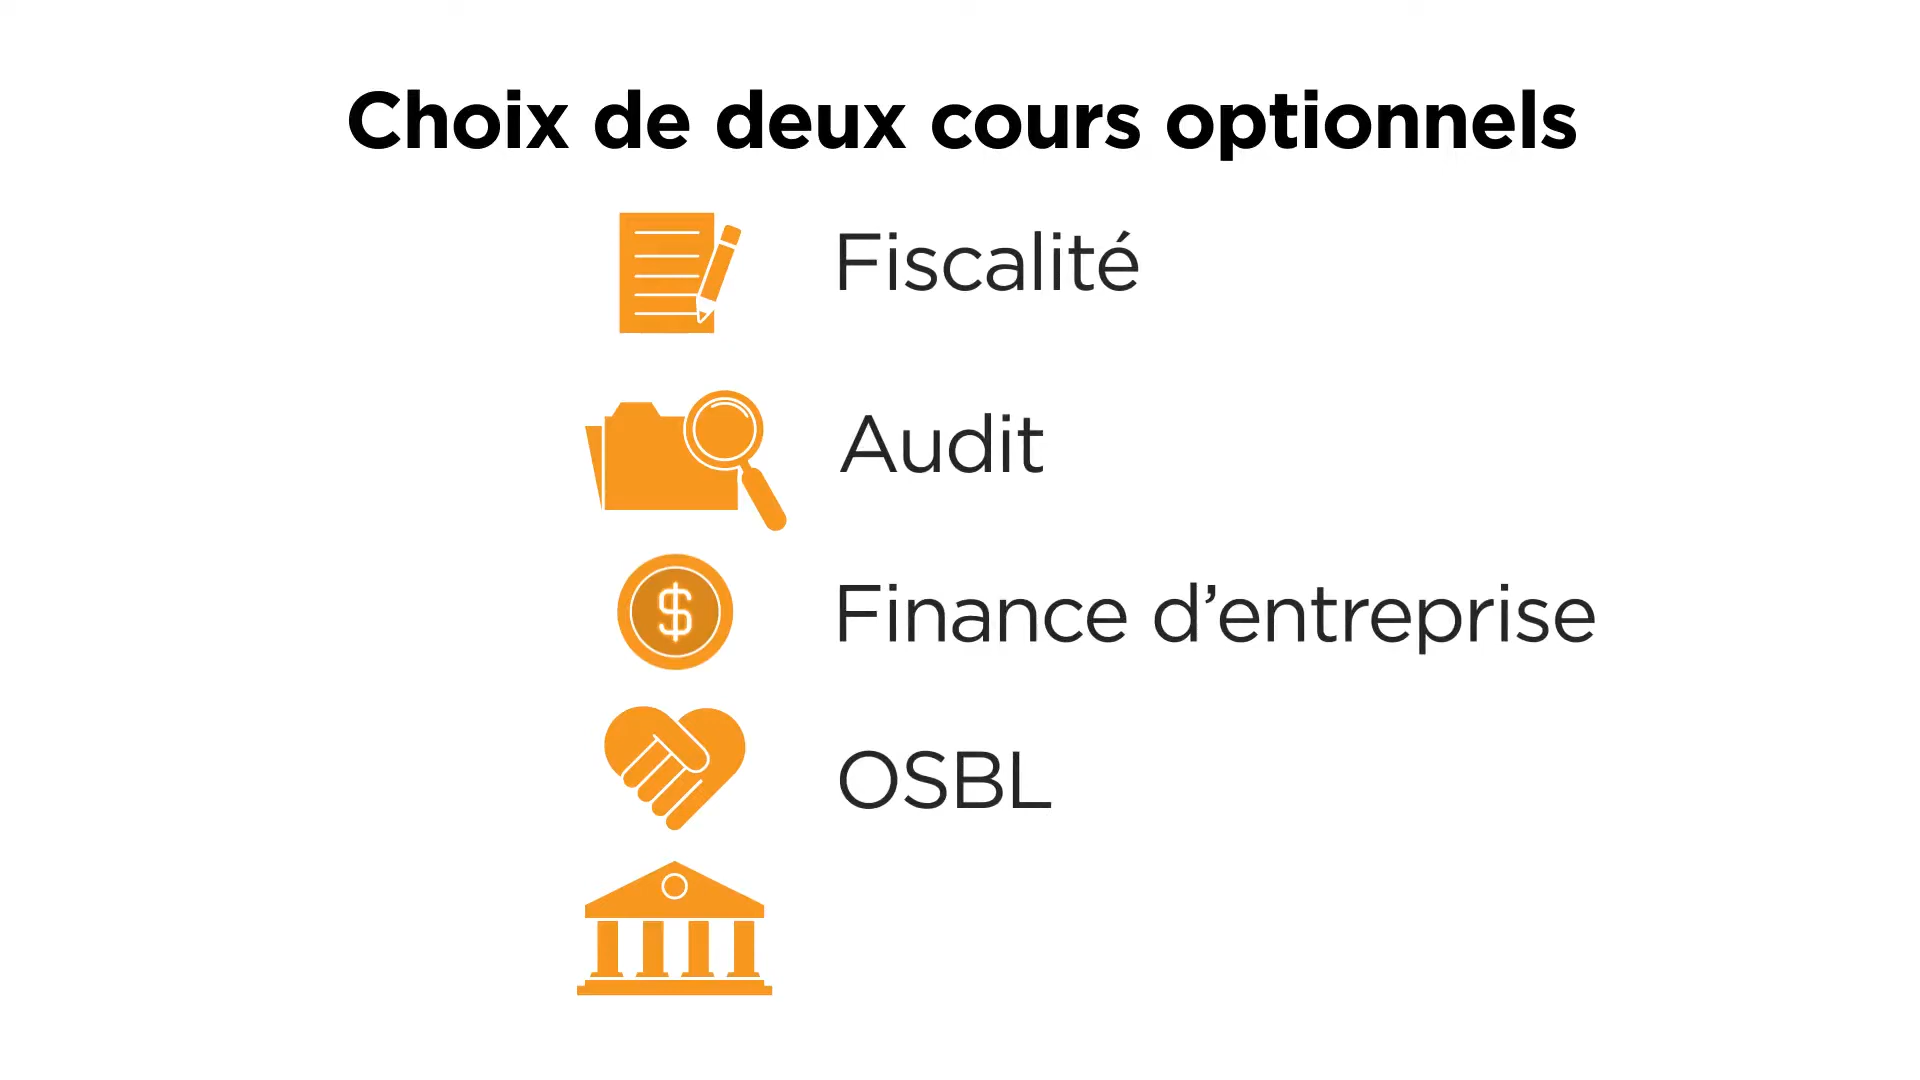 Choix de deux cours optionnels
Fiscalité
Audit
$
Finance d’entreprise
OSBL